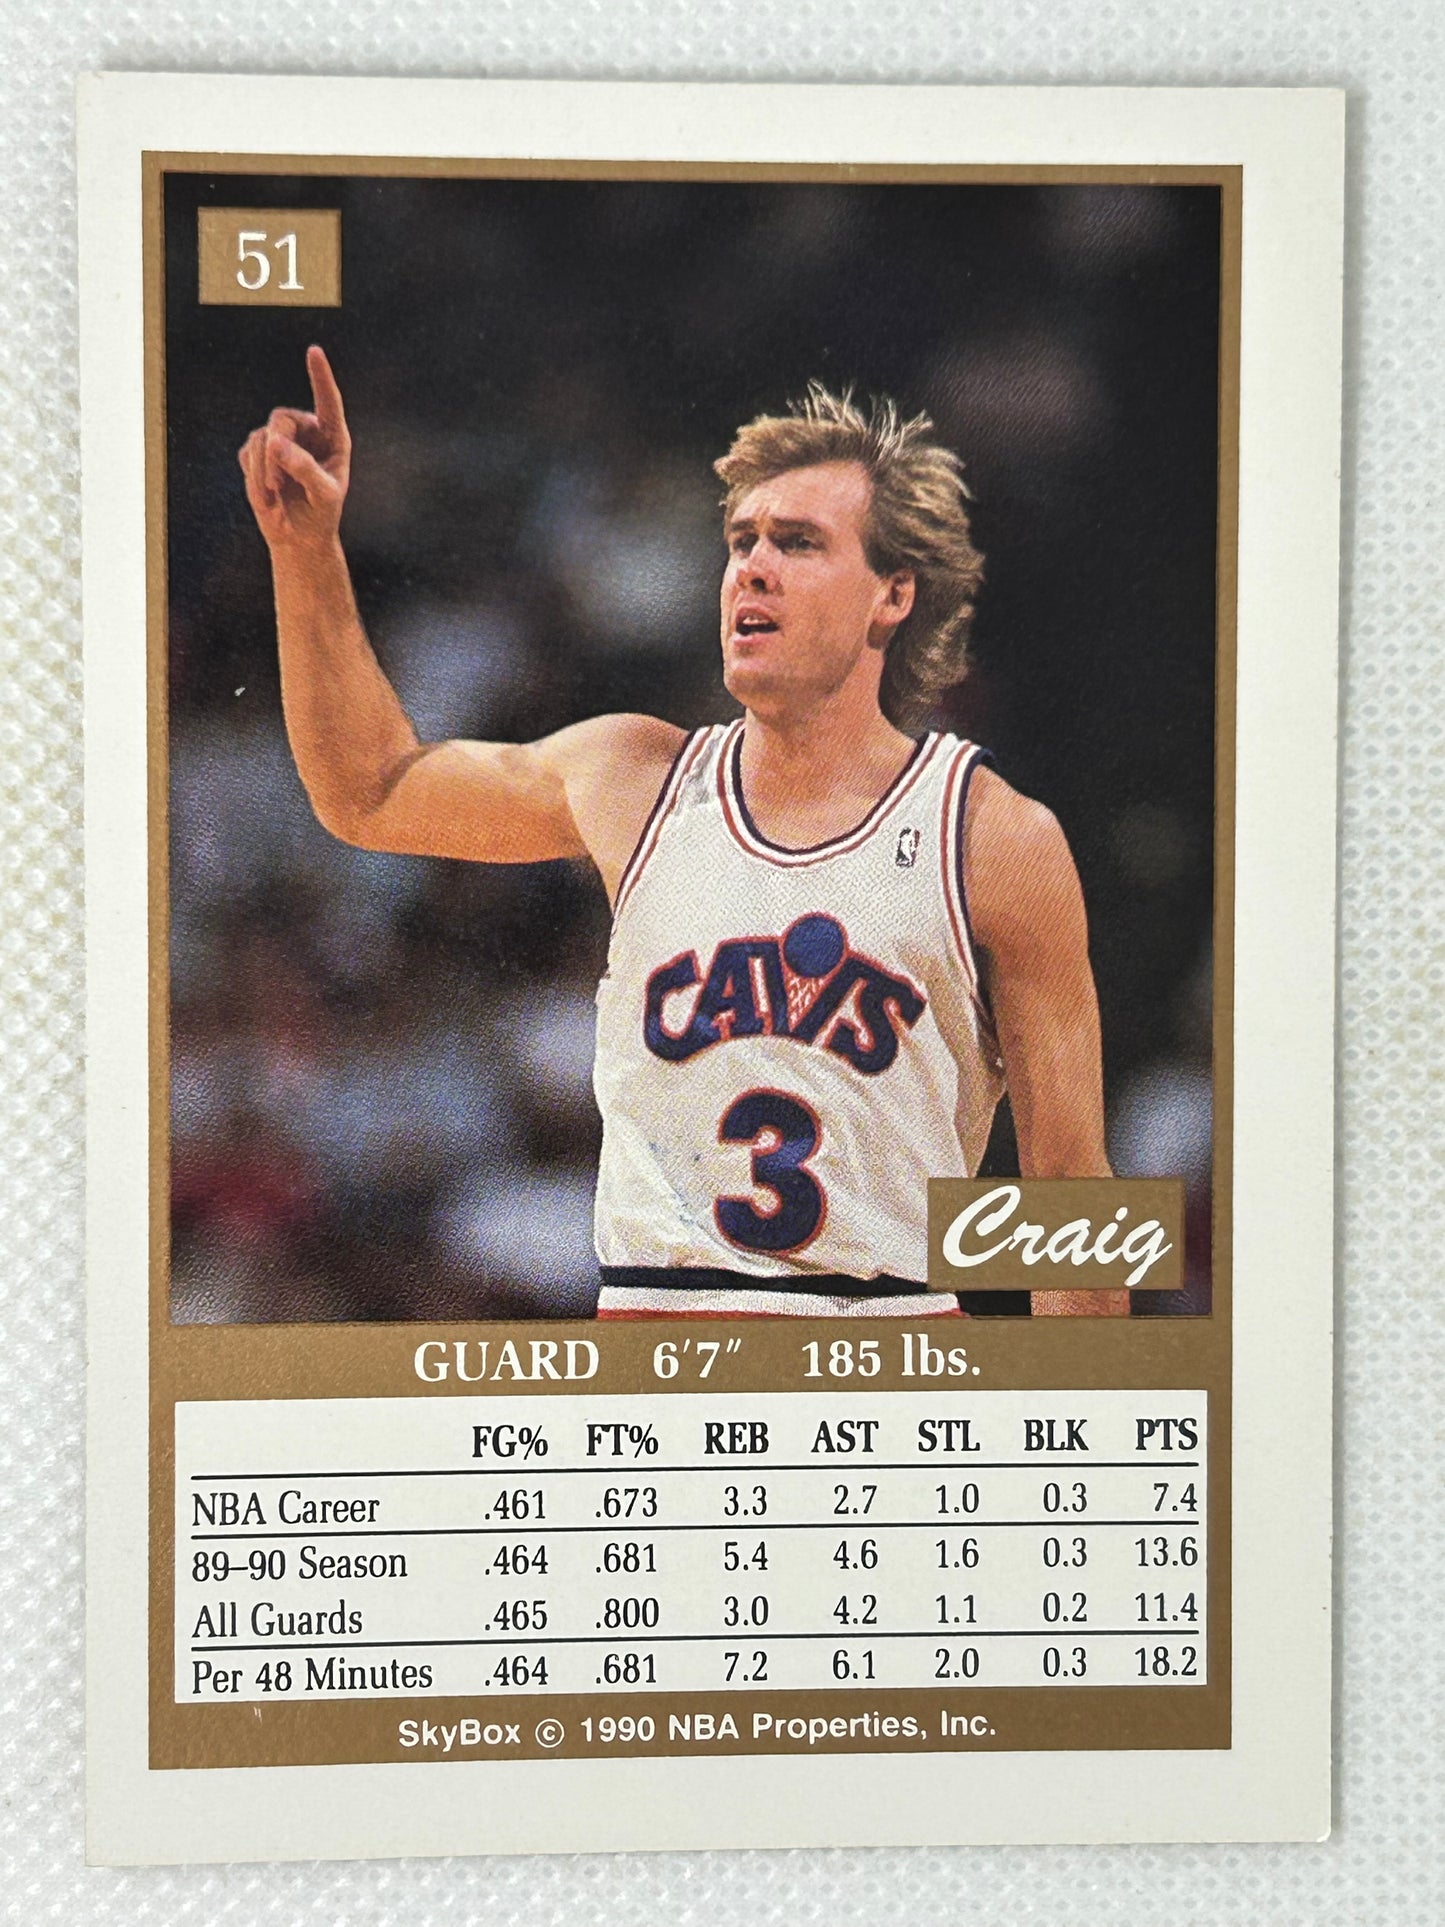 51
CAVS
3
Craig
GUARD 6'7" 185 lbs.
FG% FT% REB AST STL BLK PTS
NBA Career .461 .673 3.3 2.7 1.0 0.3 7.4
89–90 Season .464 .681 5.4 4.6 1.6 0.3 13.6
All Guards .465 .800 3.0 4.2 1.1 0.2 11.4
Per 48 Minutes .464 .681 7.2 6.1 2.0 0.3 18.2
SkyBox © 1990 NBA Properties, Inc.